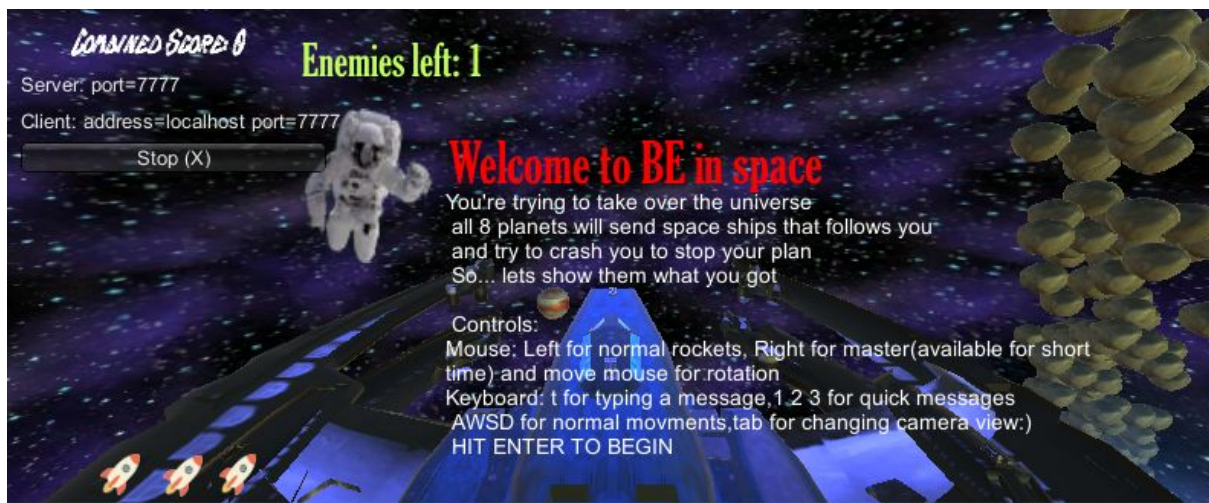 Combined Score 0
Enemies left: 1
Server: port=7777
Client: address=localhost port=7777
Stop (X)
Welcome to BE in space
You're trying to take over the universe
all 8 planets will send space ships that follows you
and try to crash you to stop your plan
So... lets show them what you got
Controls:
Mouse: Left for normal rockets, Right for master(available for short
time) and move mouse for rotation
Keyboard: t for typing a message,1 2 3 for quick messages
AWSD for normal movments,tab for changing camera view:)
HIT ENTER TO BEGIN